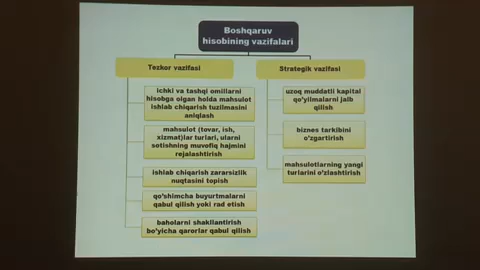 Boshqaruv
hisobining vazifalari
Tezkor vazifasi
ichki va tashqi omillarni
hisobga olgan holda mahsulot
ishlab chiqarish tuzilmasini
aniqlash
mahsulot (tovar, ish,
xizmat)lar turlari, ularni
sotishning muvofiq hajmini
rejalashtirish
ishlab chiqarish zararsizlik
nuqtasini topish
qo'shimcha buyurtmalarni
qabul qilish yoki rad etish
baholarni shakllantirish
bo'yicha qarorlar qabul qilish
Strategik vazifasi
uzoq muddatli kapital
qo'yilmalarni jalb
qilish
biznes tarkibini
o'zgartirish
mahsulotlarning yangi
turlarini o'zlashtirish